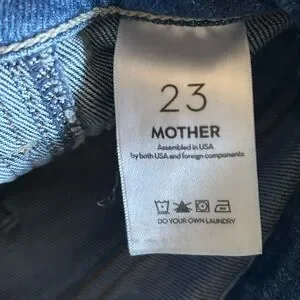 23
MOTHER
Assembled in USA
by both USA and foreign components
DO YOUR OWN LAUNDRY